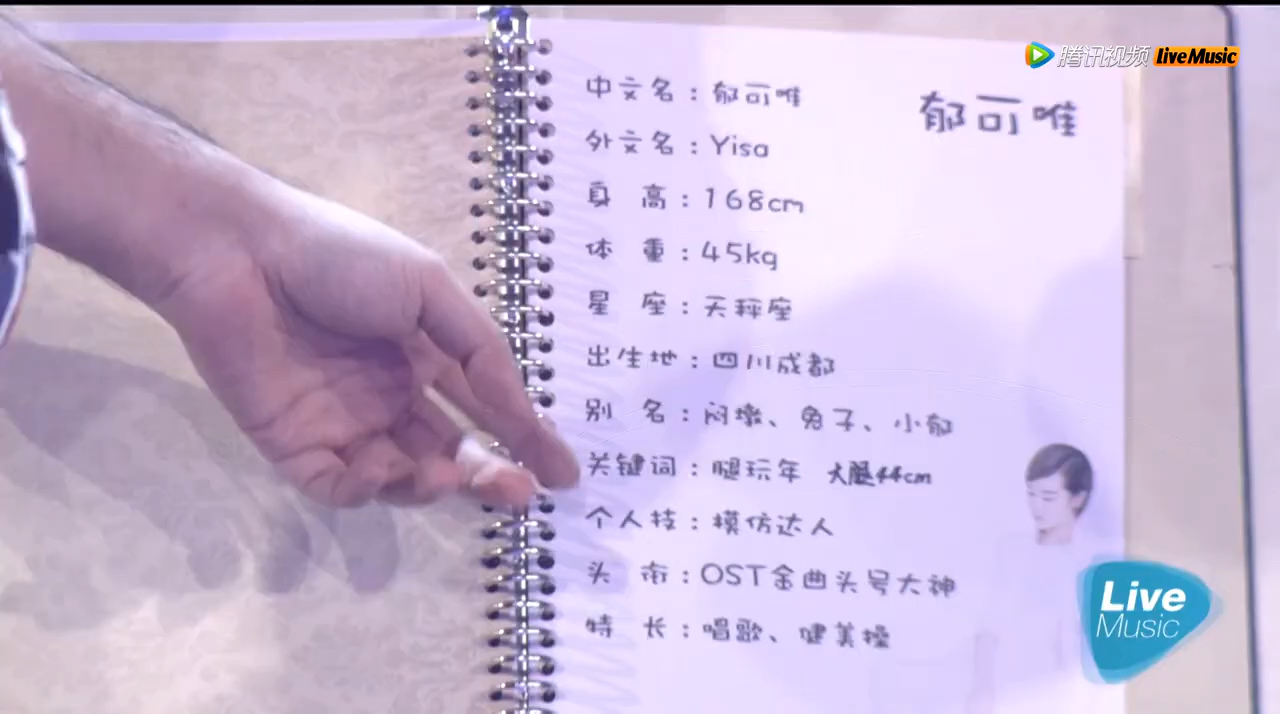 腾讯视频 Live Music
郁可唯
中文名：郁可唯
外文名：Yisa
身 高：168cm
体 重：45kg
星 座：天秤座
出生地：四川成都
别 名：闷墩、兔子、小郁
关键词：腿玩年 大腿44cm
个人技：模仿达人
头 衔：OST金曲头号大神
特 长：唱歌、健美操
Live
Music